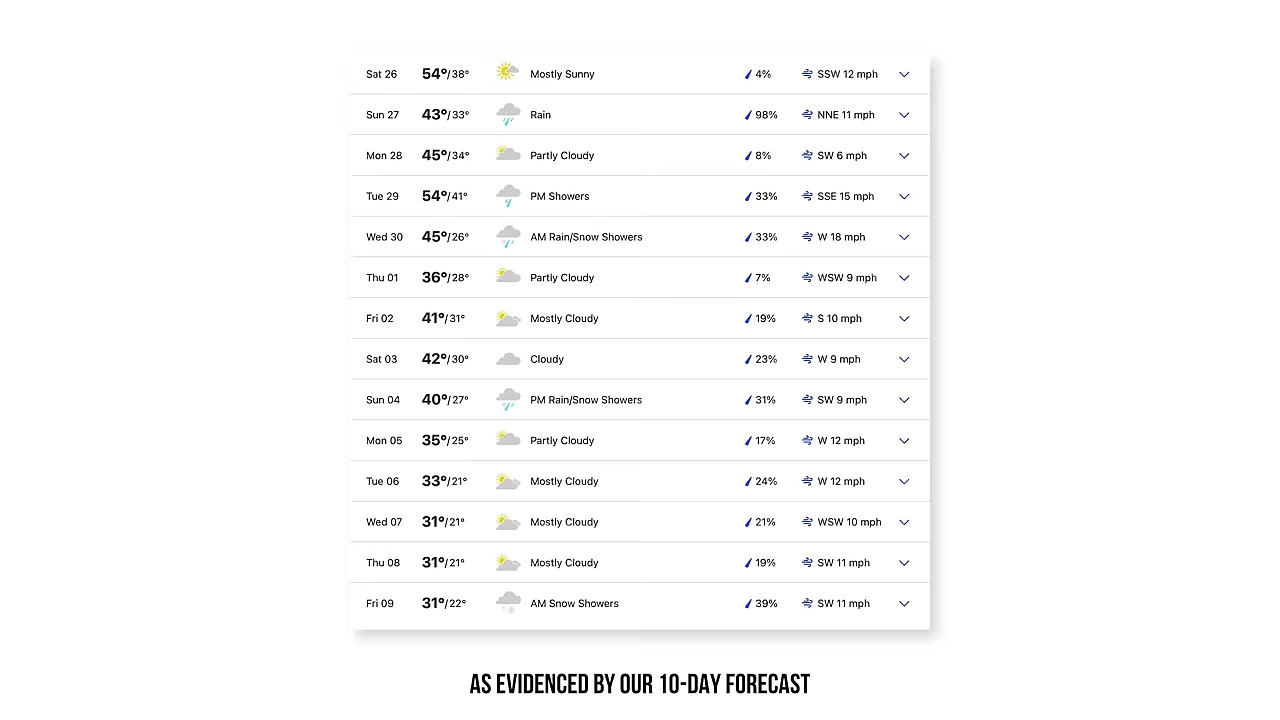 Sat 26 54°/38° Mostly Sunny 4% SSW 12 mph
Sun 27 43°/33° Rain 98% NNE 11 mph
Mon 28 45°/34° Partly Cloudy 8% SW 6 mph
Tue 29 54°/41° PM Showers 33% SSE 15 mph
Wed 30 45°/26° AM Rain/Snow Showers 33% W 18 mph
Thu 01 36°/28° Partly Cloudy 7% WSW 9 mph
Fri 02 41°/31° Mostly Cloudy 19% S 10 mph
Sat 03 42°/30° Cloudy 23% W 9 mph
Sun 04 40°/27° PM Rain/Snow Showers 31% SW 9 mph
Mon 05 35°/25° Partly Cloudy 17% W 12 mph
Tue 06 33°/21° Mostly Cloudy 24% W 12 mph
Wed 07 31°/21° Mostly Cloudy 21% WSW 10 mph
Thu 08 31°/21° Mostly Cloudy 19% SW 11 mph
Fri 09 31°/22° AM Snow Showers 39% SW 11 mph
AS EVIDENCED BY OUR 10-DAY FORECAST